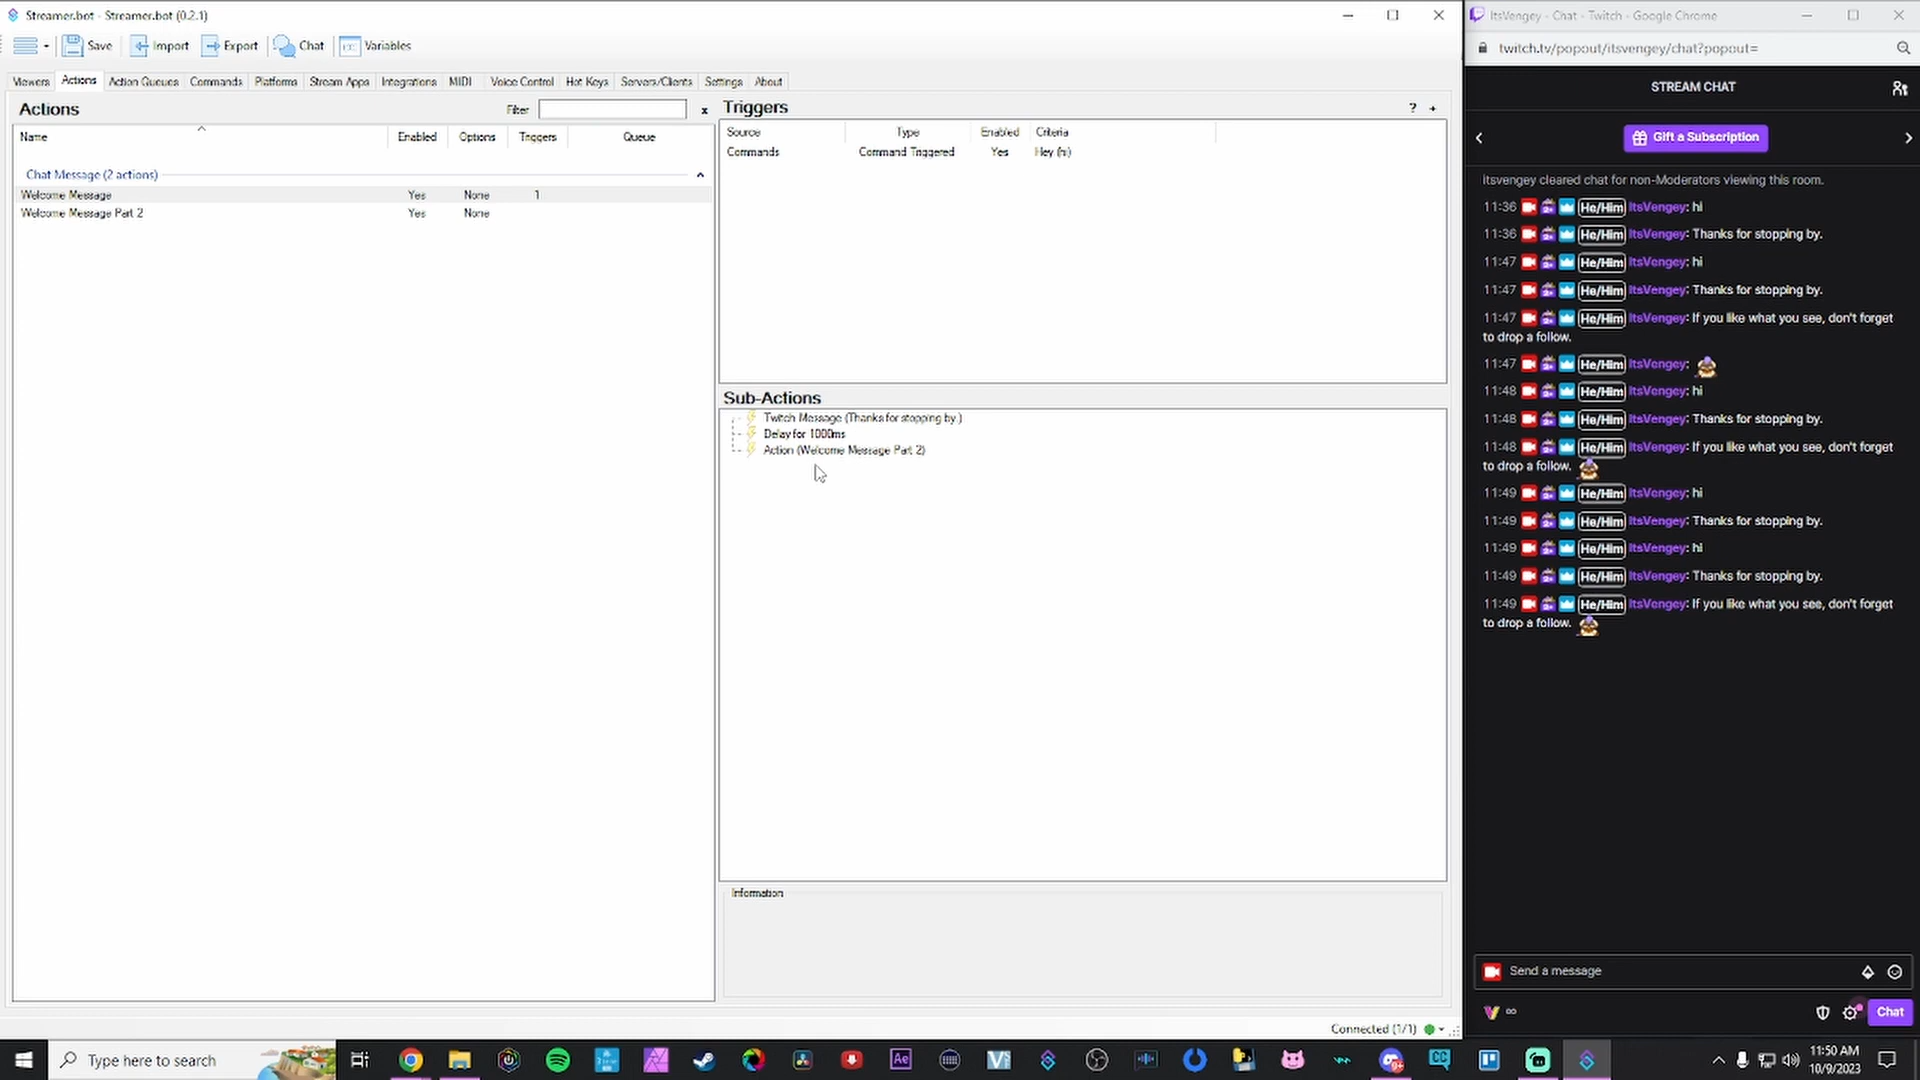 Streamer.bot - Streamer.bot (0.2.1)
Save Import Export Chat Variables
Viewers Actions Action Queues Commands Platforms Stream Apps Integrations MIDI Voice Control Hot Keys Servers/Clients Settings About
Actions
Filter
x
Name Enabled Options Triggers Queue
Chat Message (2 actions)
Welcome Message Yes None 1
Welcome Message Part 2 Yes None
Triggers
? +
Source Type Enabled Criteria
Commands Command Triggered Yes Hey (hi)
Sub-Actions
Twitch Message (Thanks for stopping by.)
Delay for 1000ms
Action (Welcome Message Part 2)
Information
Connected (1/1)
ItsVengey - Chat - Twitch - Google Chrome
twitch.tv/popout/itsvengey/chat?popout=
STREAM CHAT
Gift a Subscription
itsvengey cleared chat for non-Moderators viewing this room.
11:36 He/Him ItsVengey: hi
11:36 He/Him ItsVengey: Thanks for stopping by.
11:47 He/Him ItsVengey: hi
11:47 He/Him ItsVengey: Thanks for stopping by.
11:47 He/Him ItsVengey: If you like what you see, don't forget
to drop a follow.
11:47 He/Him ItsVengey:
11:48 He/Him ItsVengey: hi
11:48 He/Him ItsVengey: Thanks for stopping by.
11:48 He/Him ItsVengey: If you like what you see, don't forget
to drop a follow.
11:49 He/Him ItsVengey: hi
11:49 He/Him ItsVengey: Thanks for stopping by.
11:49 He/Him ItsVengey: hi
11:49 He/Him ItsVengey: Thanks for stopping by.
11:49 He/Him ItsVengey: If you like what you see, don't forget
to drop a follow.
Send a message
∞
Chat
Type here to search
Ae
CC
11:50 AM
10/9/2023